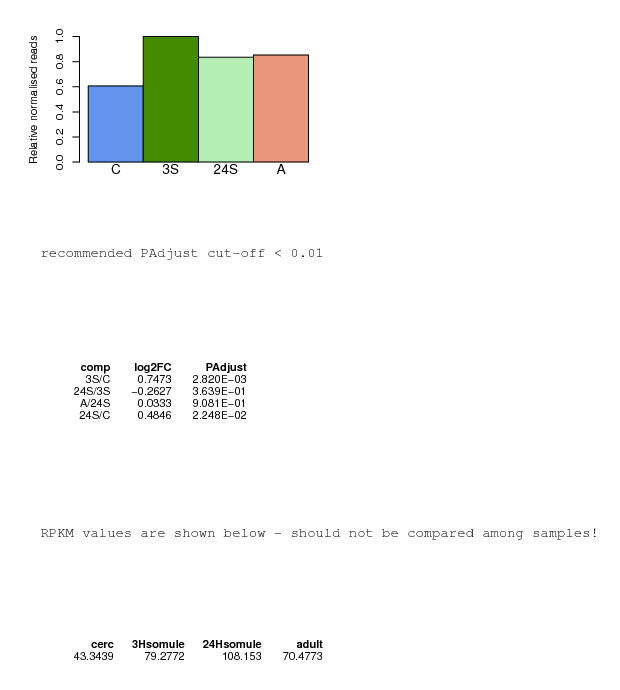 Relative normalised reads
1.0
0.8
0.6
0.4
0.2
0.0
C 3S 24S A
recommended PAdjust cut-off < 0.01
comp log2FC PAdjust
3S/C 0.7473 2.820E-03
24S/3S -0.2627 3.639E-01
A/24S 0.0333 9.081E-01
24S/C 0.4846 2.248E-02
RPKM values are shown below - should not be compared among samples!
cerc 3Hsomule 24Hsomule adult
43.3439 79.2772 108.153 70.4773